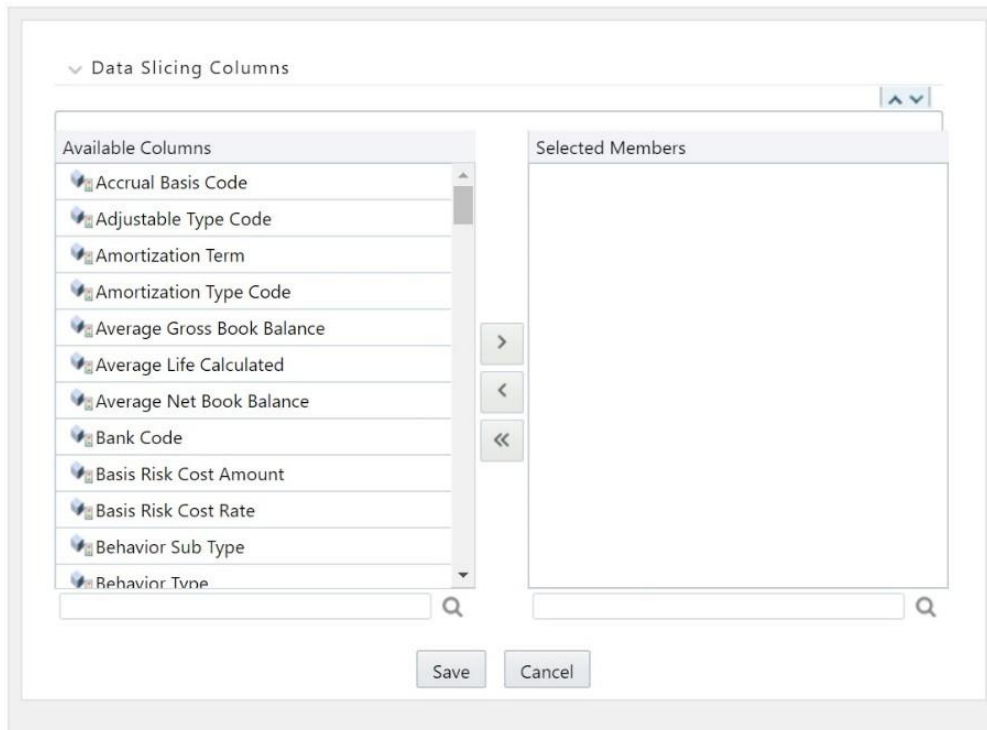 Data Slicing Columns
Available Columns
Selected Members
Accrual Basis Code
Adjustable Type Code
Amortization Term
Amortization Type Code
Average Gross Book Balance
Average Life Calculated
Average Net Book Balance
Bank Code
Basis Risk Cost Amount
Basis Risk Cost Rate
Behavior Sub Type
Behavior Type
Save
Cancel